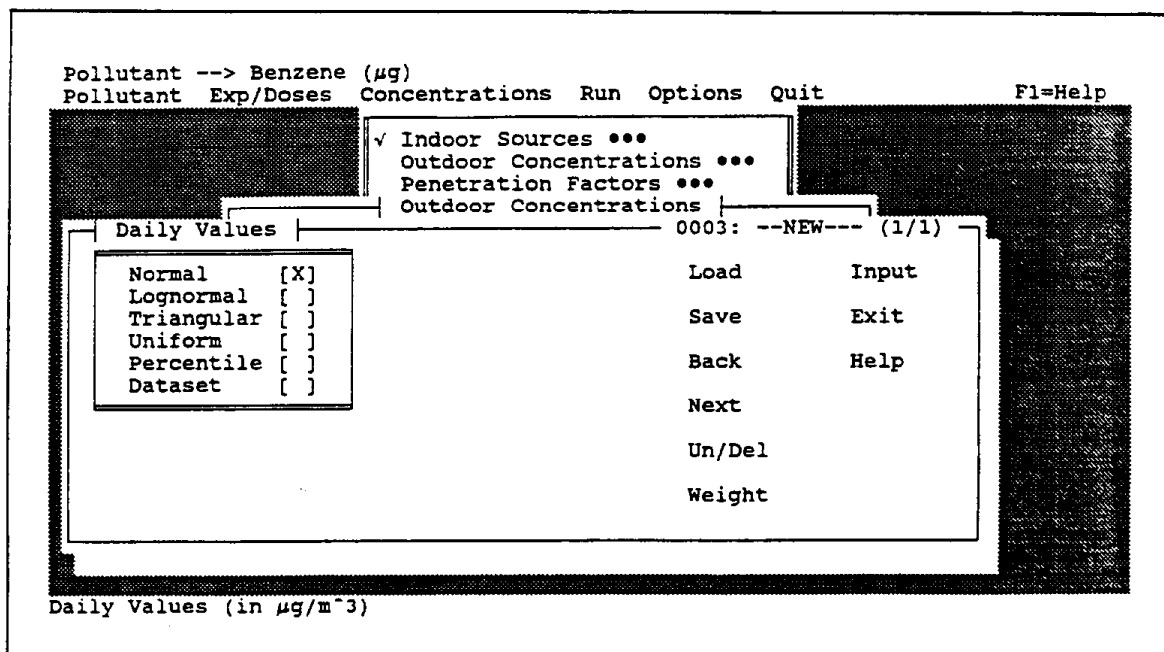 Pollutant --> Benzene (µg)
Pollutant Exp/Doses Concentrations Run Options Quit F1=Help
√ Indoor Sources •••
Outdoor Concentrations •••
Penetration Factors •••
Outdoor Concentrations
Daily Values 0003: --NEW--- (1/1)
Normal [X] Load Input
Lognormal [ ]
Triangular [ ] Save Exit
Uniform [ ]
Percentile [ ] Back Help
Dataset [ ]
Next
Un/Del
Weight
Daily Values (in µg/m^3)